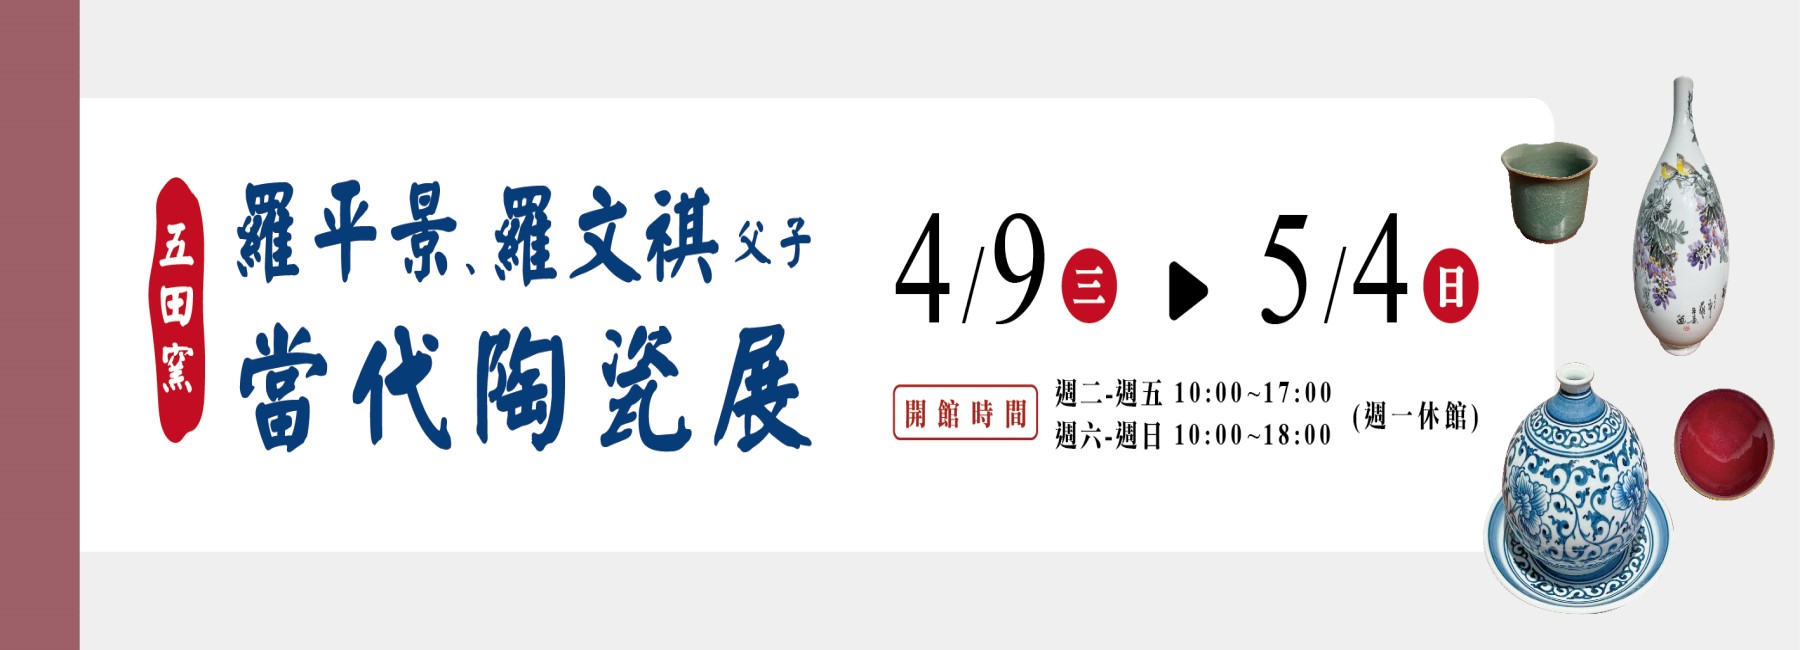 五田窯
羅平景、羅文祺父子
當代陶瓷展
4/9 三 ▶ 5/4 日
開館時間
週二-週五 10:00~17:00
週六-週日 10:00~18:00
(週一休館)